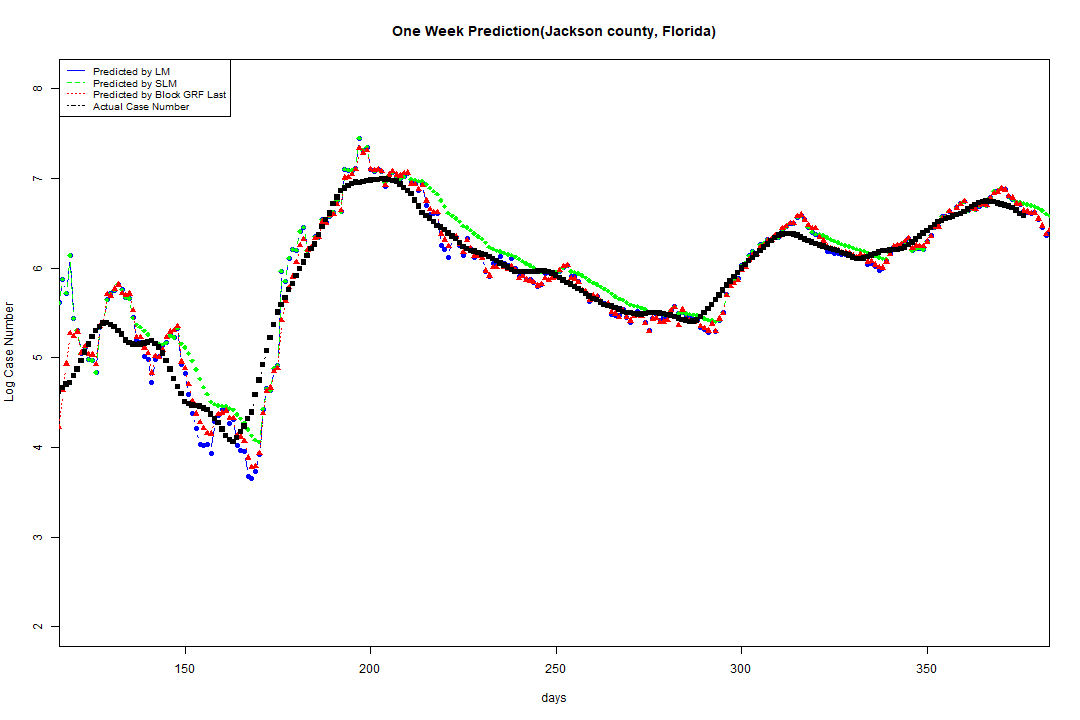 One Week Prediction(Jackson county, Florida)
Predicted by LM
Predicted by SLM
Predicted by Block GRF Last
Actual Case Number
Log Case Number
8
7
6
5
4
3
2
150 200 250 300 350
days